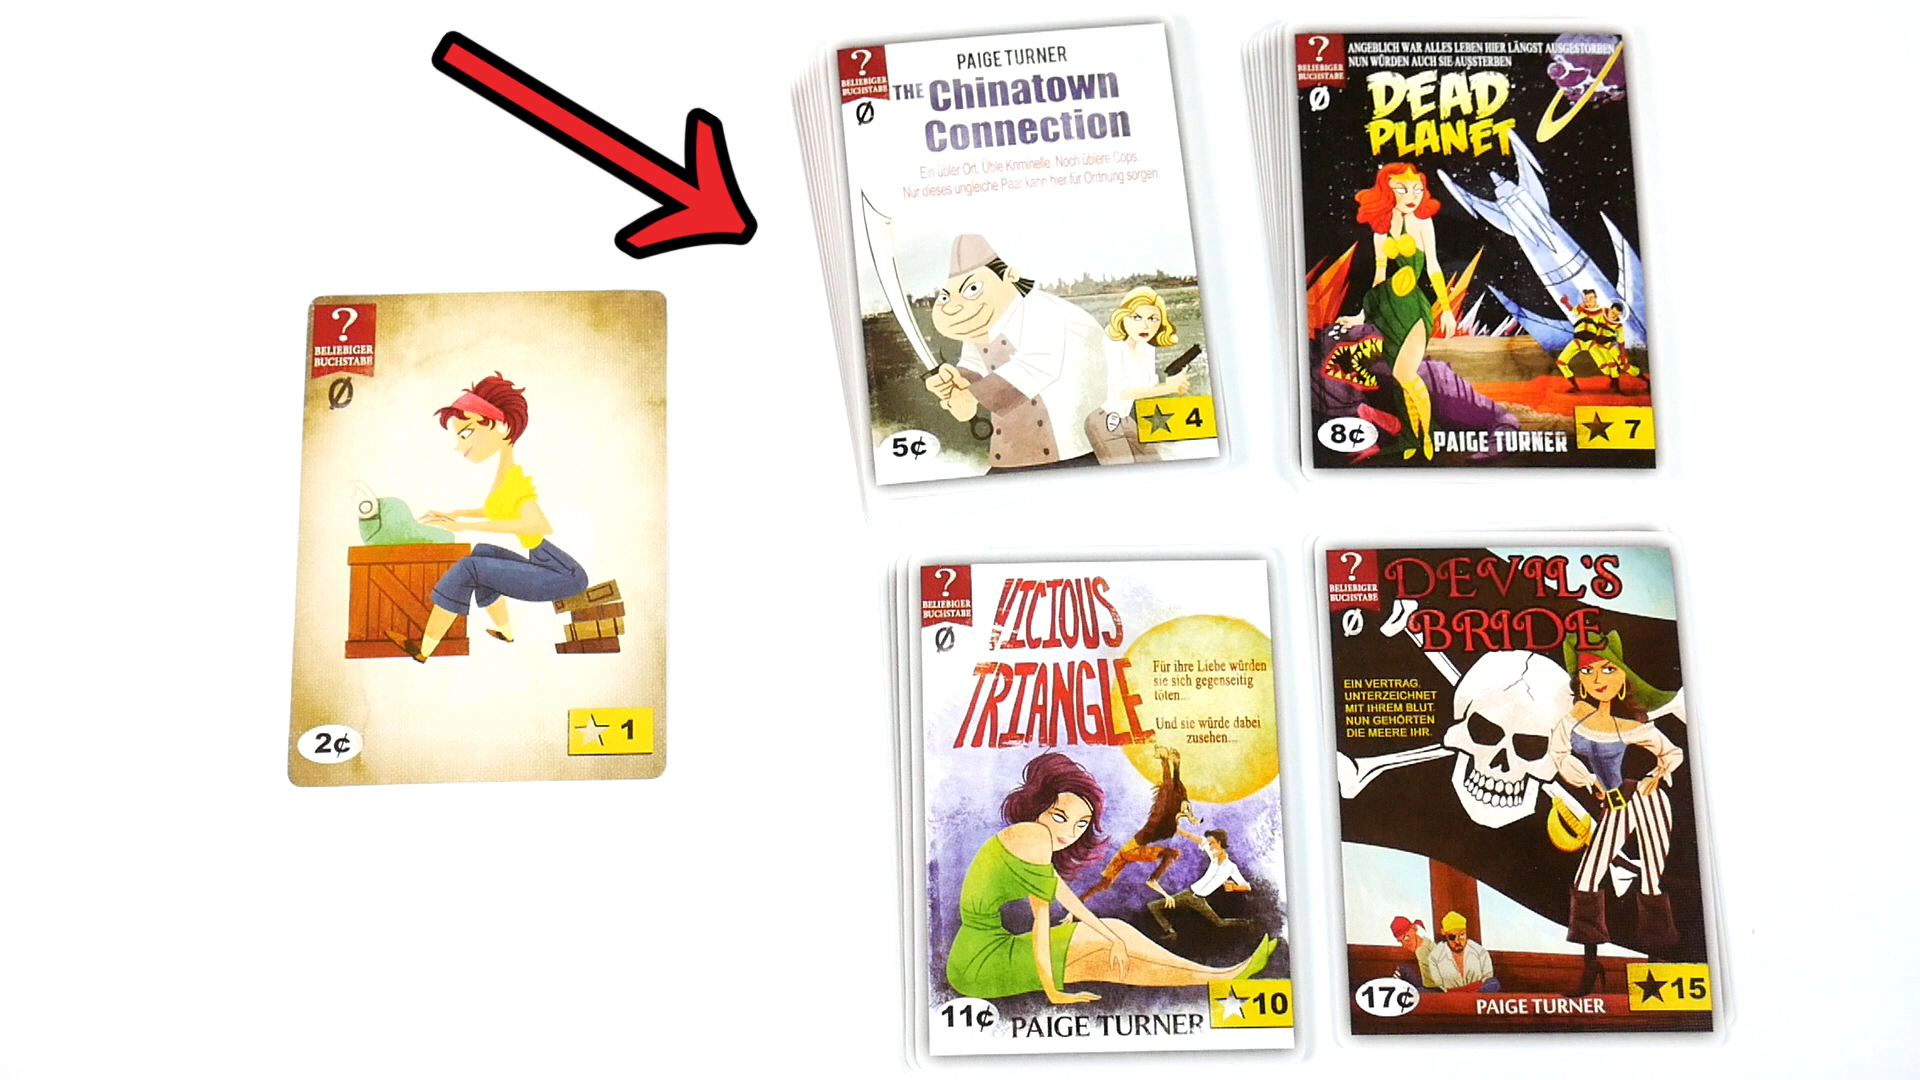 ?
BELIEBIGER
BUCHSTABE
Ø
2¢
1
?
BELIEBIGER
BUCHSTABE
Ø
PAIGE TURNER
THE Chinatown
Connection
Ein übler Ort. Üble Kriminelle. Noch üblere Cops.
Nur dieses ungleiche Paar kann hier für Ordnung sorgen.
5¢
4
?
BELIEBIGER
BUCHSTABE
Ø
ANGEBLICH WAR ALLES LEBEN HIER LÄNGST AUSGESTORBEN
NUN WÜRDEN AUCH SIE AUSSTERBEN
DEAD
PLANET
8¢
PAIGE TURNER
7
?
BELIEBIGER
BUCHSTABE
Ø
VICIOUS
TRIANGLE
Für ihre Liebe würden
sie sich gegenseitig
töten...
Und sie würde dabei
zusehen...
11¢
PAIGE TURNER
10
?
BELIEBIGER
BUCHSTABE
Ø
DEVIL'S
BRIDE
EIN VERTRAG.
UNTERZEICHNET
MIT IHREM BLUT.
NUN GEHÖRTEN
DIE MEERE IHR.
17¢
PAIGE TURNER
15